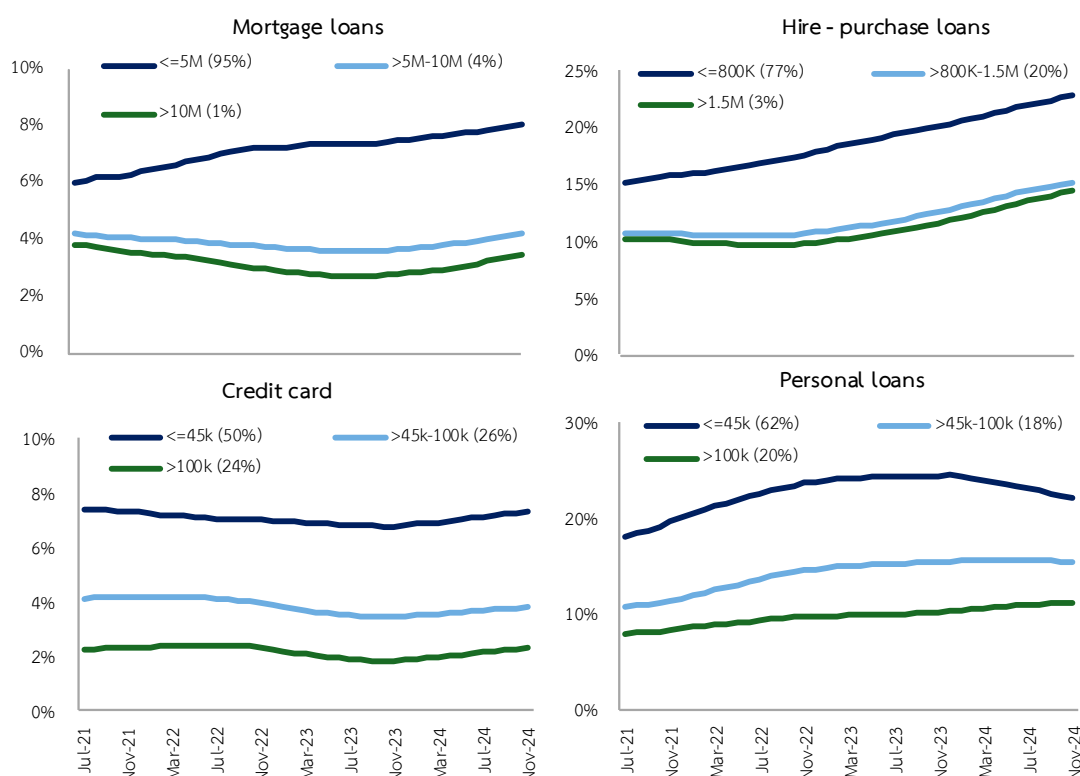 Mortgage loans
<=5M (95%)
>5M-10M (4%)
>10M (1%)
10%
8%
6%
4%
2%
0%
Hire - purchase loans
<=800K (77%)
>800K-1.5M (20%)
>1.5M (3%)
25%
20%
15%
10%
5%
0%
Credit card
<=45k (50%)
>45k-100k (26%)
>100k (24%)
10%
8%
6%
4%
2%
0%
Jul-21
Nov-21
Mar-22
Jul-22
Nov-22
Mar-23
Jul-23
Nov-23
Mar-24
Jul-24
Nov-24
Personal loans
<=45k (62%)
>45k-100k (18%)
>100k (20%)
30%
20%
10%
0%
Jul-21
Nov-21
Mar-22
Jul-22
Nov-22
Mar-23
Jul-23
Nov-23
Mar-24
Jul-24
Nov-24